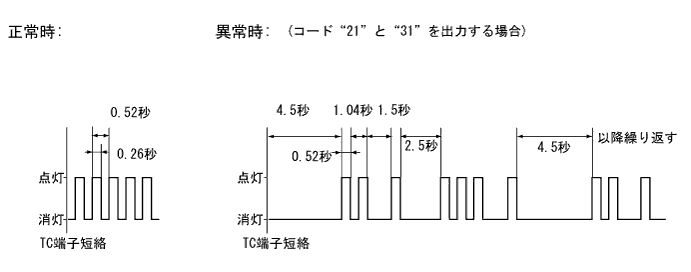 正常時:
異常時: (コード“21”と“31”を出力する場合)
0.52秒
0.26秒
点灯
消灯
TC端子短絡
4.5秒 1.04秒 1.5秒
0.52秒 2.5秒 4.5秒 以降繰り返す
点灯
消灯
TC端子短絡